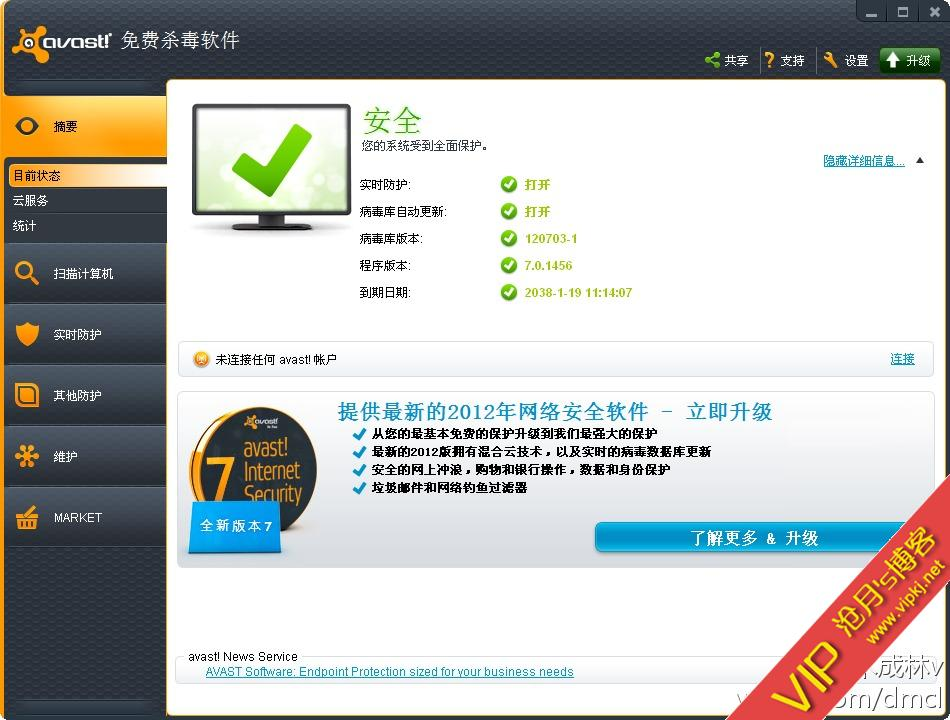 avast! 免费杀毒软件
共享
支持
设置
升级
摘要
目前状态
云服务
统计
扫描计算机
实时防护
其他防护
维护
MARKET
安全
您的系统受到全面保护。
隐藏详细信息...
实时防护: 打开
病毒库自动更新: 打开
病毒库版本: 120703-1
程序版本: 7.0.1456
到期日期: 2038-1-19 11:14:07
未连接任何 avast! 帐户
连接
avast!
avast!
7 Internet
Security
全新版本7
提供最新的2012年网络安全软件 - 立即升级
从您的最基本免费的保护升级到我们最强大的保护
最新的2012版拥有混合云技术，以及实时的病毒数据库更新
安全的网上冲浪，购物和银行操作，数据和身份保护
垃圾邮件和网络钓鱼过滤器
了解更多 & 升级
avast! News Service
AVAST Software: Endpoint Protection sized for your business needs
VIP 沧月's博客
www.vipkj.net
成林v
om/dmcl